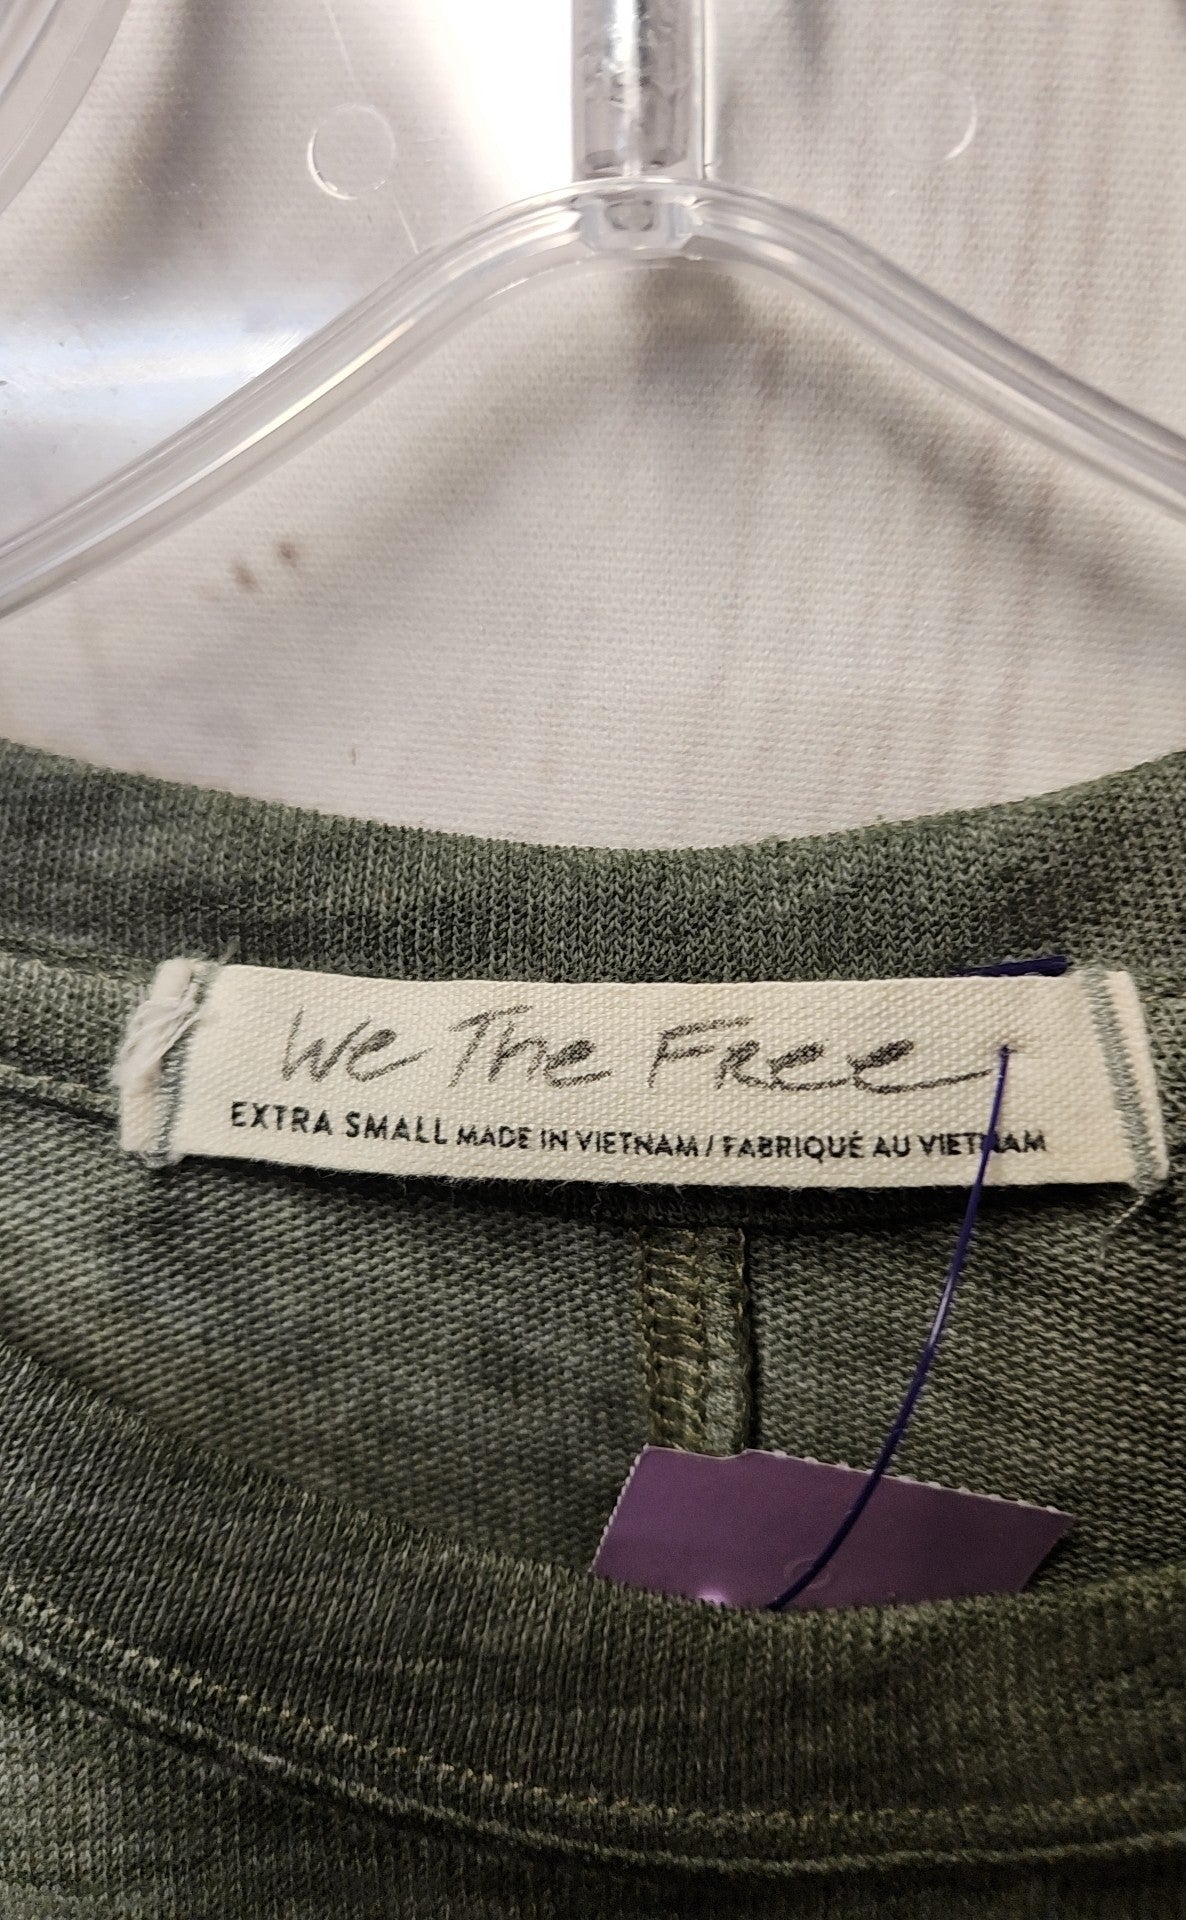 We The Free
EXTRA SMALL MADE IN VIETNAM / FABRIQUÉ AU VIETNAM